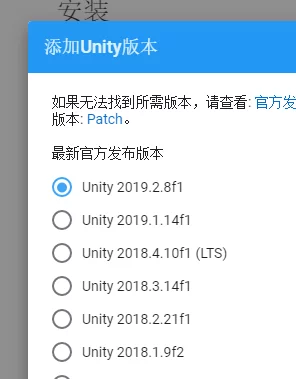 安装
添加Unity版本
如果无法找到所需版本，请查看: 官方发
版本: Patch。
最新官方发布版本
Unity 2019.2.8f1
Unity 2019.1.14f1
Unity 2018.4.10f1 (LTS)
Unity 2018.3.14f1
Unity 2018.2.21f1
Unity 2018.1.9f2